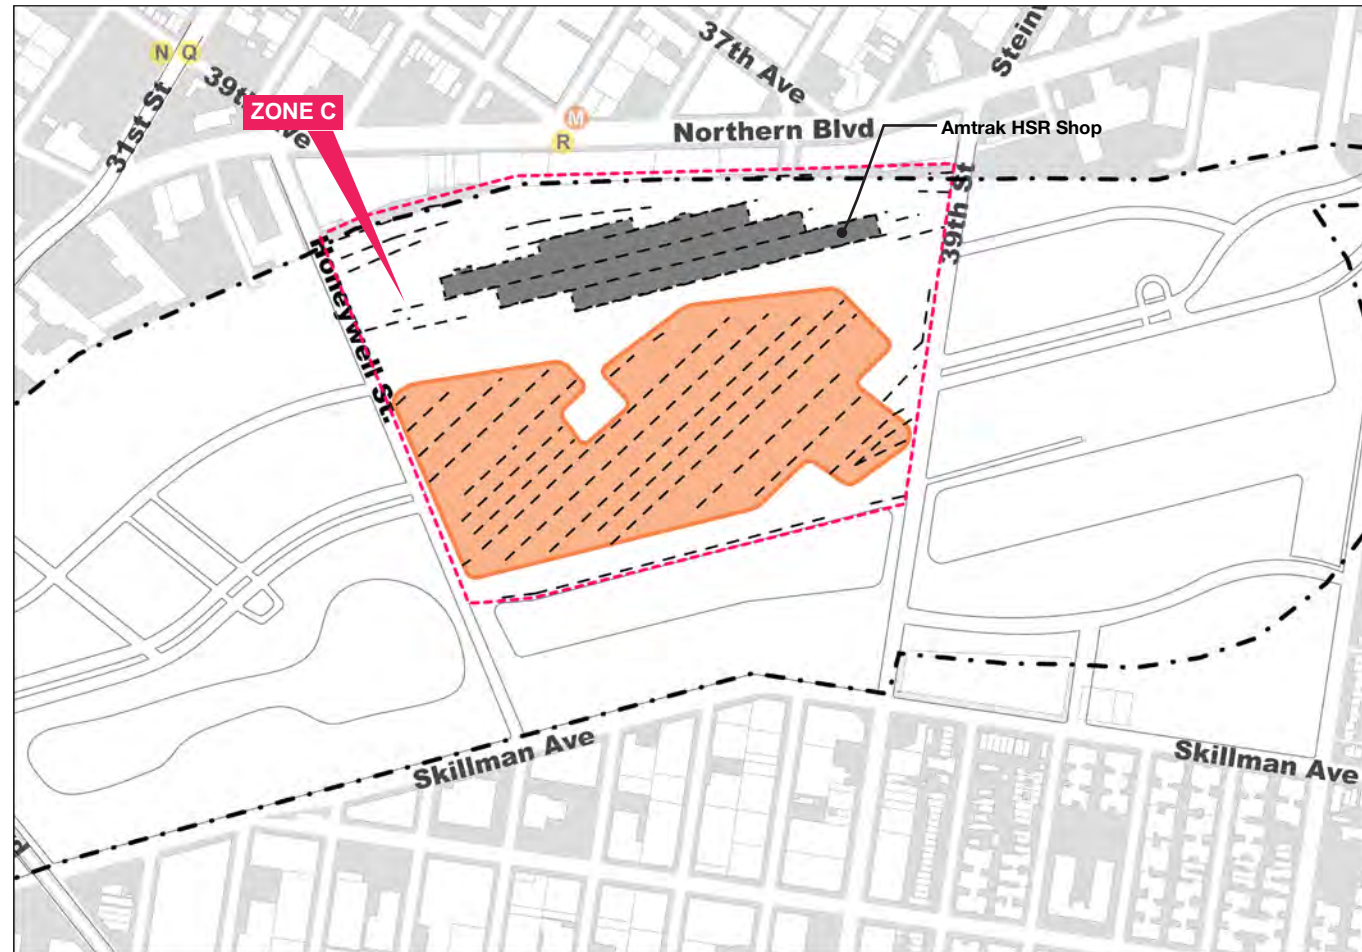 37th Ave
Steinw
N Q
39th Ave
ZONE C
31st St
M
R
Northern Blvd
Amtrak HSR Shop
39th St
Honeywell St.
Skillman Ave
Skillman Ave
d